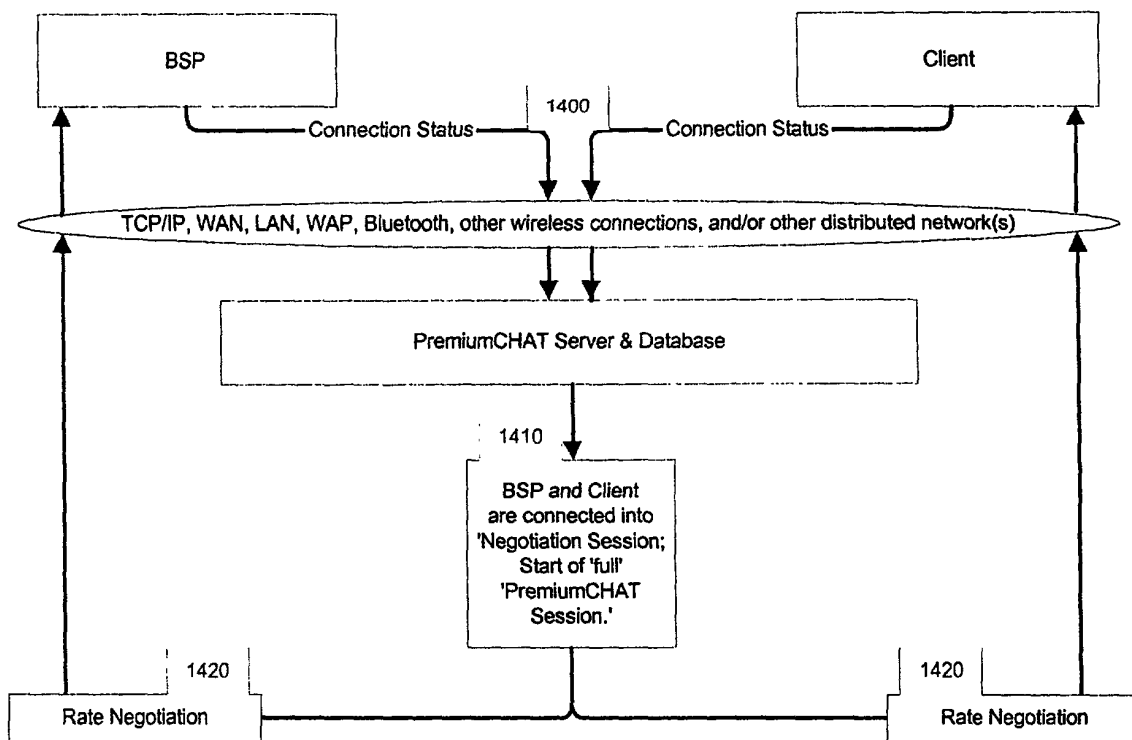 BSP
Client
1400
Connection Status
Connection Status
TCP/IP, WAN, LAN, WAP, Bluetooth, other wireless connections, and/or other distributed network(s)
PremiumCHAT Server & Database
1410
BSP and Client
are connected into
'Negotiation Session;
Start of 'full'
'PremiumCHAT
Session.'
1420
1420
Rate Negotiation
Rate Negotiation